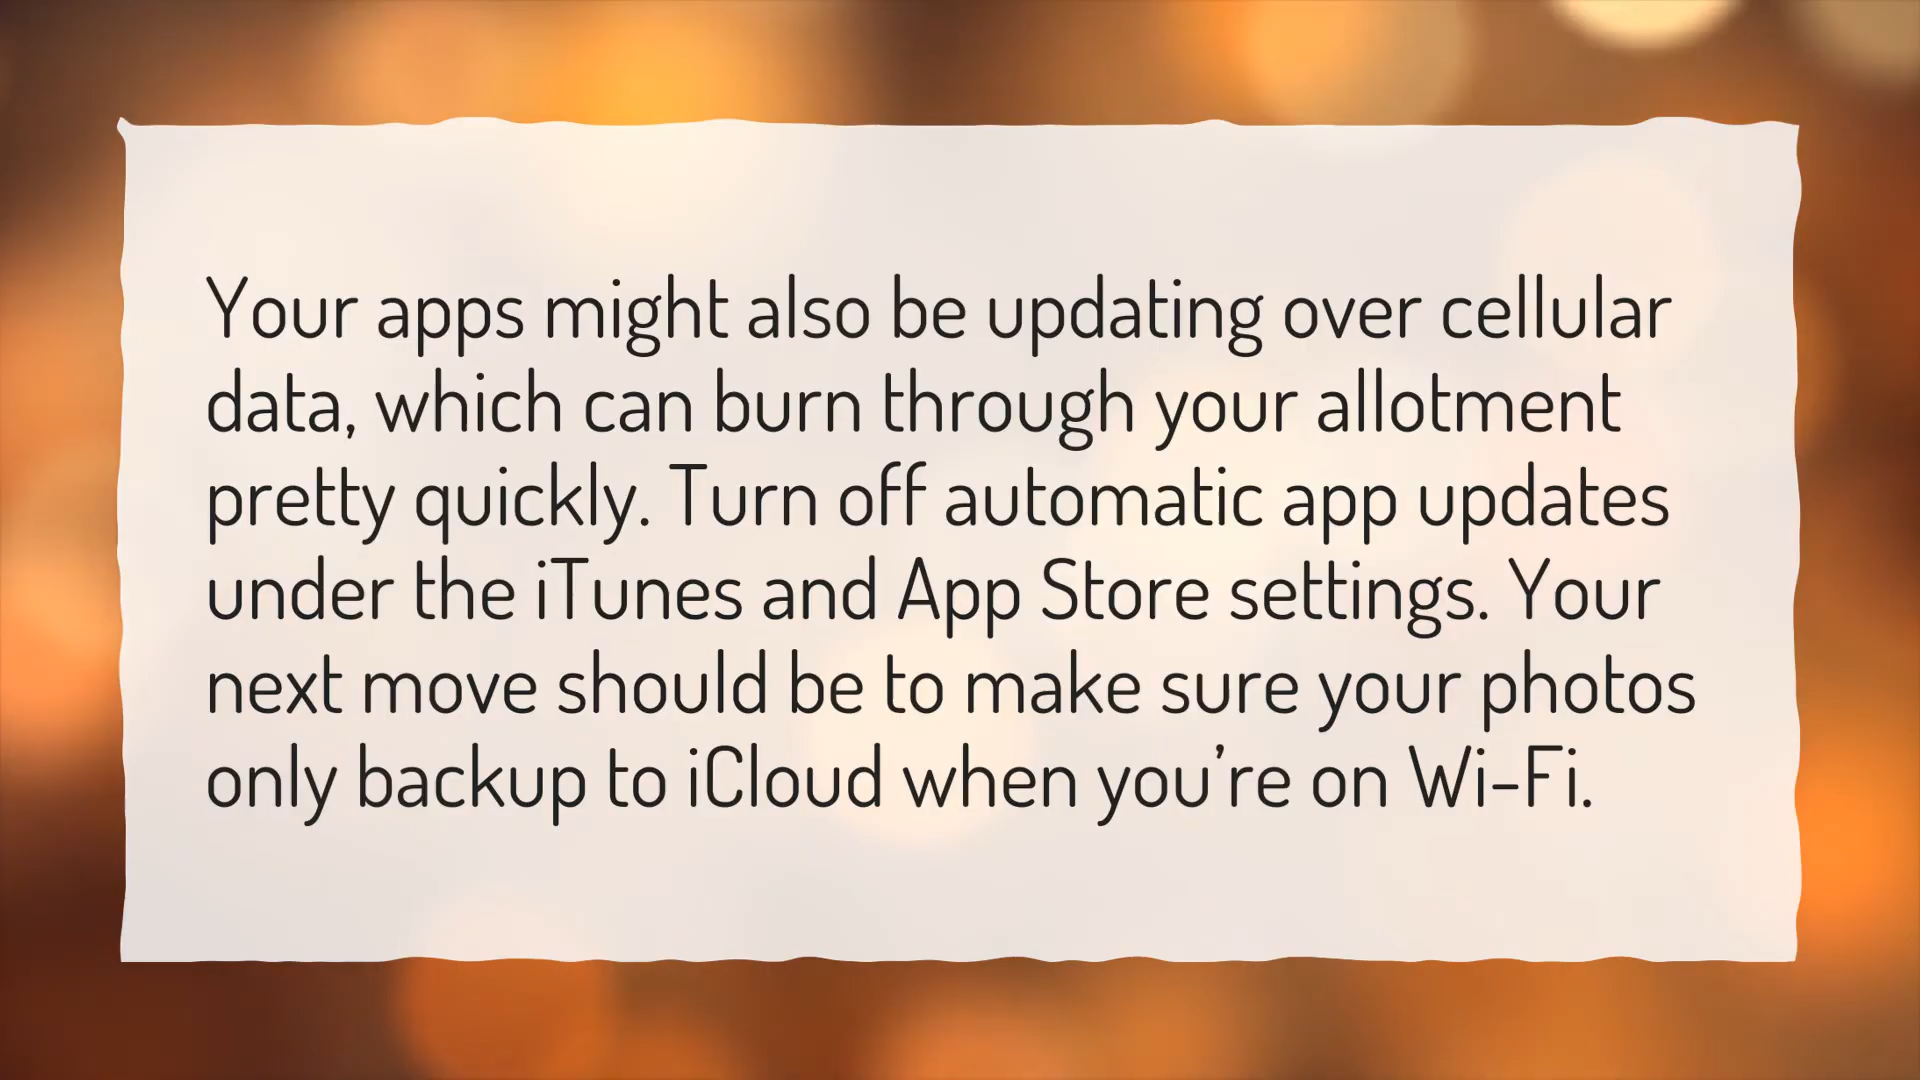 Your apps might also be updating over cellular
data, which can burn through your allotment
pretty quickly. Turn off automatic app updates
under the iTunes and App Store settings. Your
next move should be to make sure your photos
only backup to iCloud when you’re on Wi-Fi.